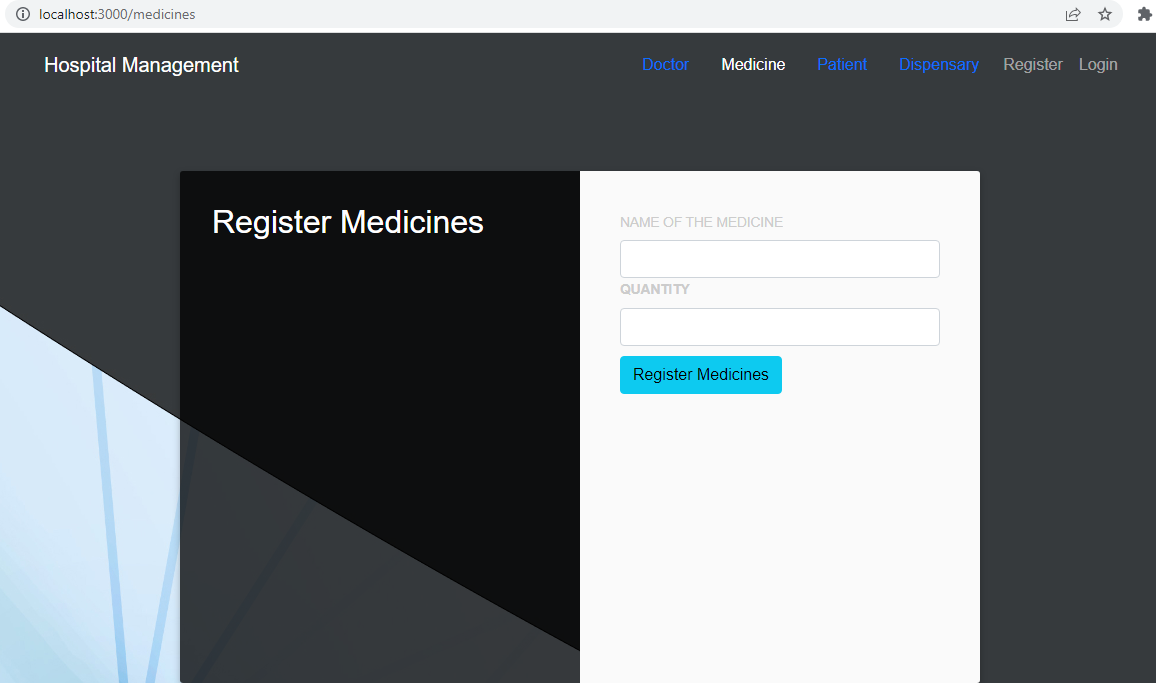 localhost:3000/medicines
Hospital Management Doctor Medicine Patient Dispensary Register Login
Register Medicines
NAME OF THE MEDICINE
QUANTITY
Register Medicines